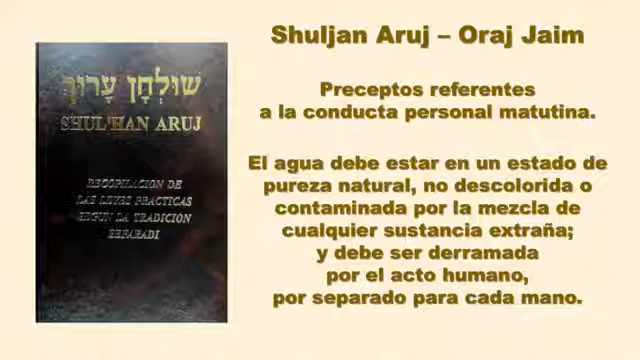 Shuljan Aruj – Oraj Jaim
Preceptos referentes
a la conducta personal matutina.
El agua debe estar en un estado de
pureza natural, no descolorida o
contaminada por la mezcla de
cualquier sustancia extraña;
y debe ser derramada
por el acto humano,
por separado para cada mano.
שׁוּלְחָן עָרוּךְ
SHUL'HAN ARUJ
RECOPILACION DE
LAS LEYES PRACTICAS
SEGUN LA TRADICION
SEFARADI